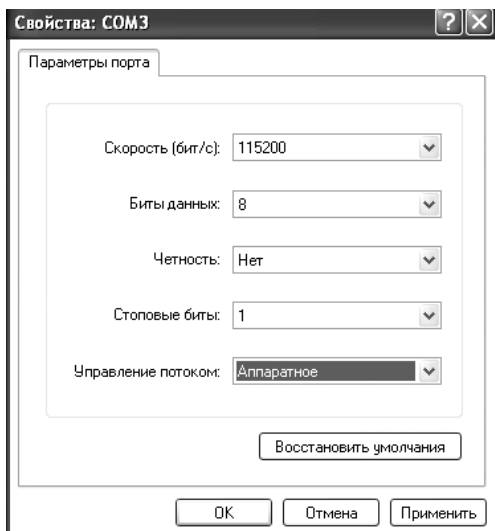 Свойства: COM3
Параметры порта
Скорость (бит/с): 115200
Биты данных: 8
Четность: Нет
Стоповые биты: 1
Управление потоком: Аппаратное
Восстановить умолчания
OK Отмена Применить